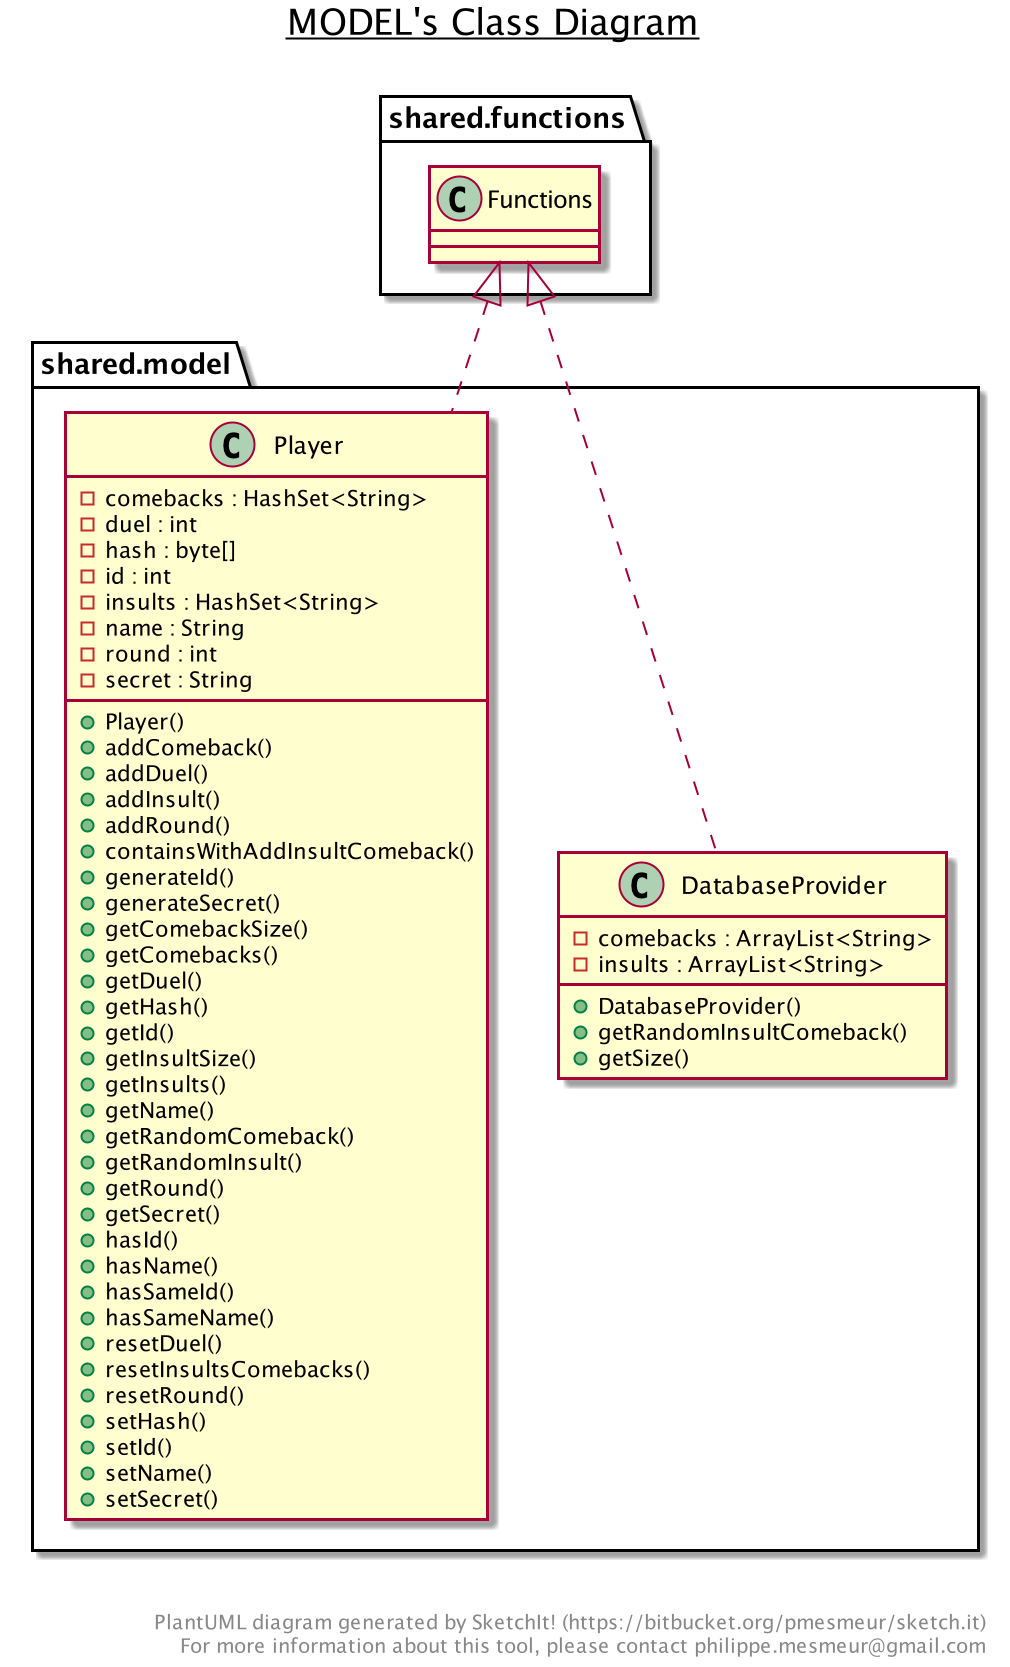 MODEL's Class Diagram
shared.functions
C Functions
shared.model
C Player
comebacks : HashSet<String>
duel : int
hash : byte[]
id : int
insults : HashSet<String>
name : String
round : int
secret : String
Player()
addComeback()
addDuel()
addInsult()
addRound()
containsWithAddInsultComeback()
generateId()
generateSecret()
getComebackSize()
getComebacks()
getDuel()
getHash()
getId()
getInsultSize()
getInsults()
getName()
getRandomComeback()
getRandomInsult()
getRound()
getSecret()
hasId()
hasName()
hasSameId()
hasSameName()
resetDuel()
resetInsultsComebacks()
resetRound()
setHash()
setId()
setName()
setSecret()
C DatabaseProvider
comebacks : ArrayList<String>
insults : ArrayList<String>
DatabaseProvider()
getRandomInsultComeback()
getSize()
PlantUML diagram generated by SketchIt! (https://bitbucket.org/pmesmeur/sketch.it)
For more information about this tool, please contact philippe.mesmeur@gmail.com